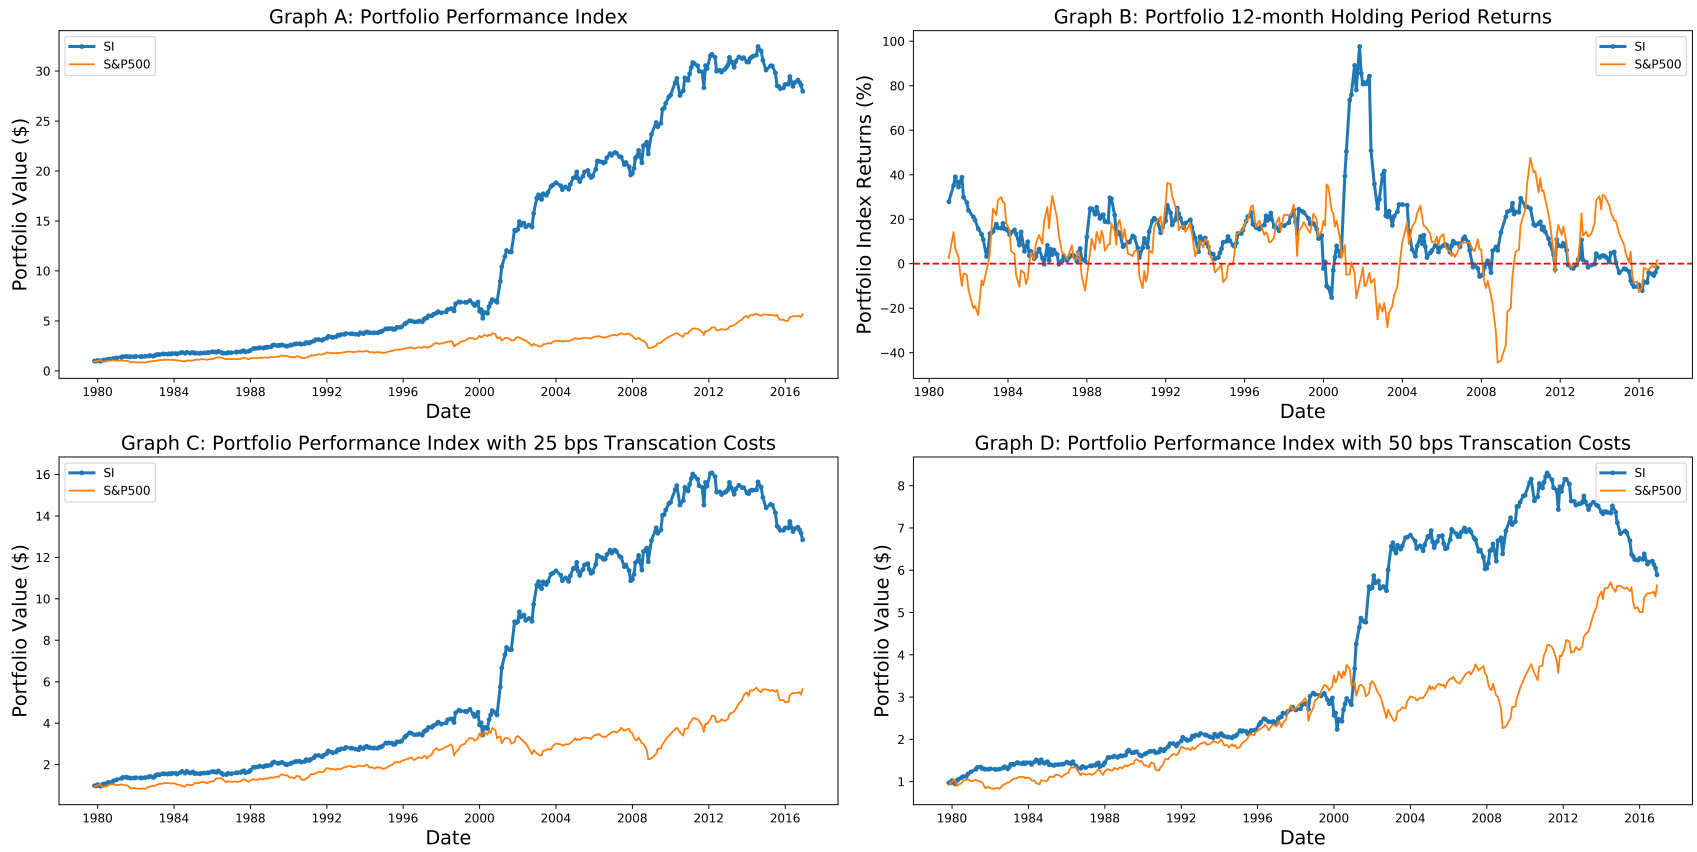 Graph A: Portfolio Performance Index
SI
S&P500
Portfolio Value ($)
30
25
20
15
10
5
0
1980 1984 1988 1992 1996 2000 2004 2008 2012 2016
Date
Graph B: Portfolio 12-month Holding Period Returns
SI
S&P500
Portfolio Index Returns (%)
100
80
60
40
20
0
−20
−40
1980 1984 1988 1992 1996 2000 2004 2008 2012 2016
Date
Graph C: Portfolio Performance Index with 25 bps Transcation Costs
SI
S&P500
Portfolio Value ($)
16
14
12
10
8
6
4
2
1980 1984 1988 1992 1996 2000 2004 2008 2012 2016
Date
Graph D: Portfolio Performance Index with 50 bps Transcation Costs
SI
S&P500
Portfolio Value ($)
8
7
6
5
4
3
2
1
1980 1984 1988 1992 1996 2000 2004 2008 2012 2016
Date